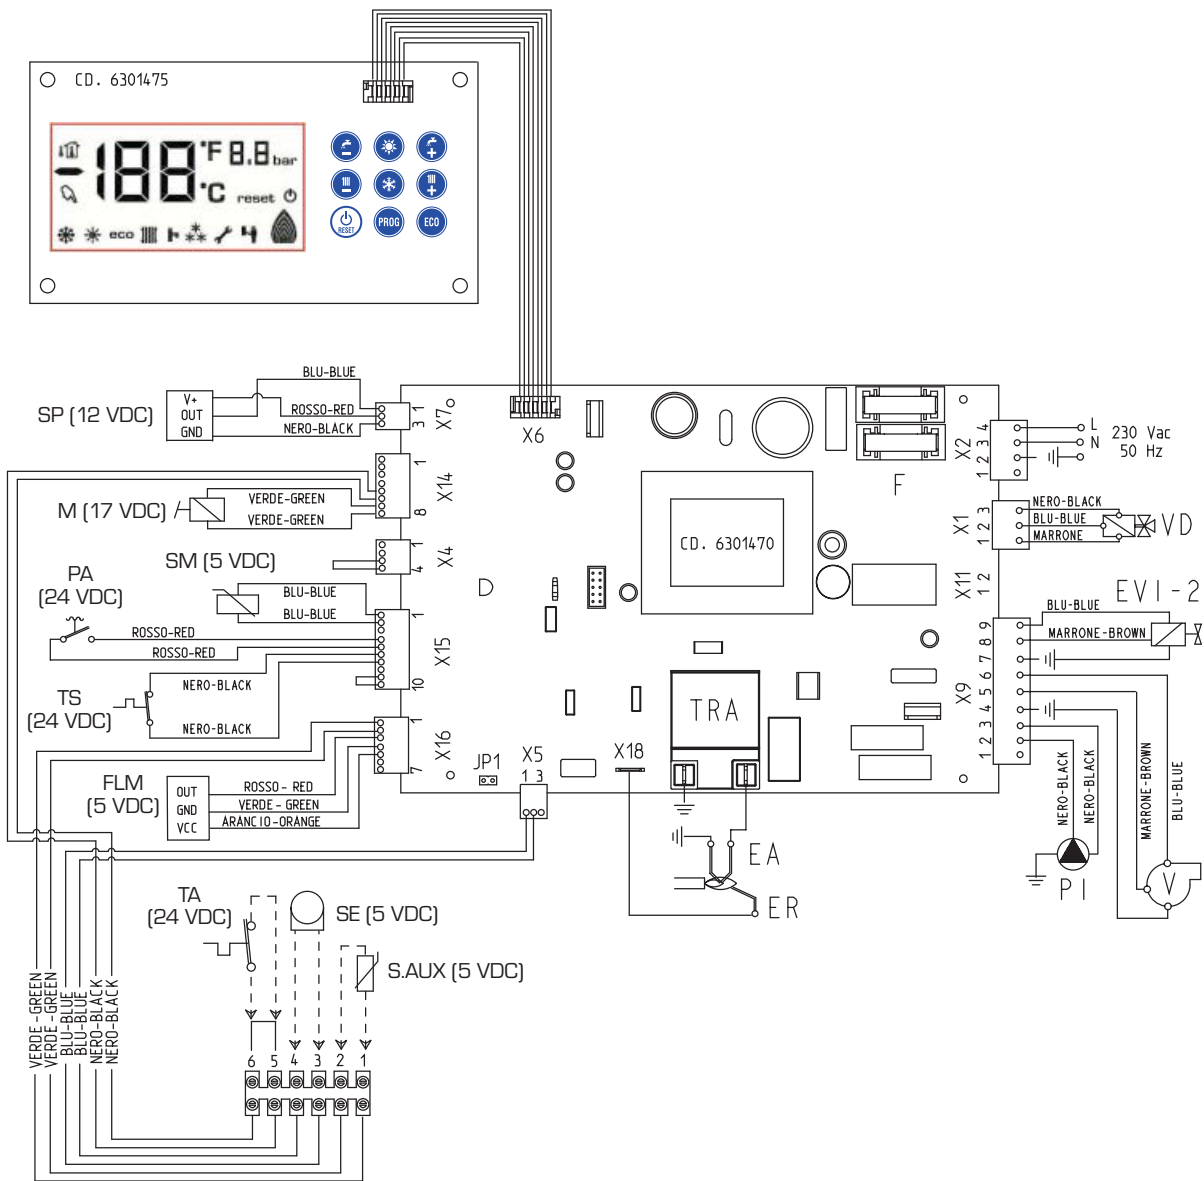 CD. 6301475
188 °F 8.8 bar
°C reset
eco
RESET PROG ECO
BLU-BLUE
SP (12 VDC)
V+
OUT
GND
ROSSO-RED
NERO-BLACK
1
3
X7
X6
F
X2
4
3
2
1
L
N
230 Vac
50 Hz
M (17 VDC)
VERDE-GREEN
VERDE-GREEN
1
8
X14
CD. 6301470
X1
3
2
1
NERO-BLACK
BLU-BLUE
MARRONE
VD
SM (5 VDC)
1
4
X4
D
X11
2
1
PA
(24 VDC)
BLU-BLUE
BLU-BLUE
ROSSO-RED
ROSSO-RED
1
10
X15
BLU-BLUE
EV1-2
MARRONE-BROWN
X9
9
8
7
6
5
4
3
2
1
TS
(24 VDC)
NERO-BLACK
NERO-BLACK
TRA
1
7
X16
JP1
X5
1 3
X18
FLM
(5 VDC)
OUT
GND
VCC
ROSSO-RED
VERDE-GREEN
ARANCIO-ORANGE
NERO-BLACK
NERO-BLACK
MARRONE-BROWN
BLU-BLUE
EA
ER
PI
V
TA
(24 VDC)
SE (5 VDC)
S.AUX (5 VDC)
VERDE-GREEN
VERDE-GREEN
BLU-BLUE
BLU-BLUE
NERO-BLACK
NERO-BLACK
6 5 4 3 2 1